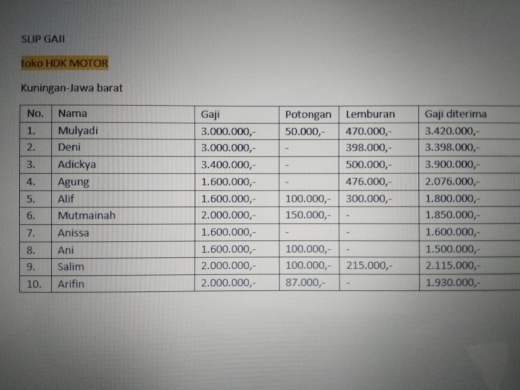 SLIP GAJI
toko HDK MOTOR
Kuningan-Jawa barat
No. Nama Gaji Potongan Lemburan Gaji diterima
1. Mulyadi 3.000.000,- 50.000,- 470.000,- 3.420.000,-
2. Deni 3.000.000,- - 398.000,- 3.398.000,-
3. Adickya 3.400.000,- - 500.000,- 3.900.000,-
4. Agung 1.600.000,- - 476.000,- 2.076.000,-
5. Alif 1.600.000,- 100.000,- 300.000,- 1.800.000,-
6. Mutmainah 2.000.000,- 150.000,- - 1.850.000,-
7. Anissa 1.600.000,- - - 1.600.000,-
8. Ani 1.600.000,- 100.000,- - 1.500.000,-
9. Salim 2.000.000,- 100.000,- 215.000,- 2.115.000,-
10. Arifin 2.000.000,- 87.000,- - 1.930.000,-